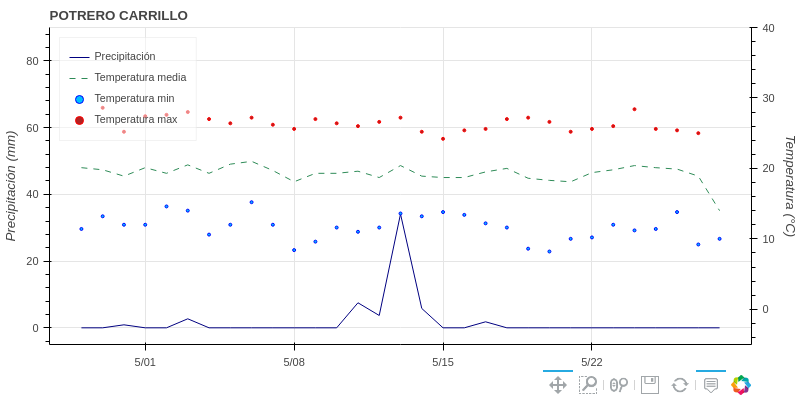 POTRERO CARRILLO
Precipitación
Temperatura media
Temperatura min
Temperatura max
Precipitación (mm)
80
60
40
20
0
Temperatura (°C)
40
30
20
10
0
5/01
5/08
5/15
5/22